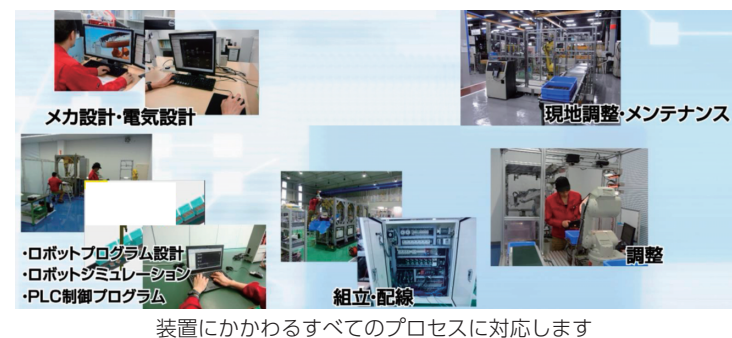 メカ設計・電気設計
現地調整・メンテナンス
・ロボットプログラム設計
・ロボットシミュレーション
・PLC制御プログラム
組立・配線
調整
装置にかかわるすべてのプロセスに対応します